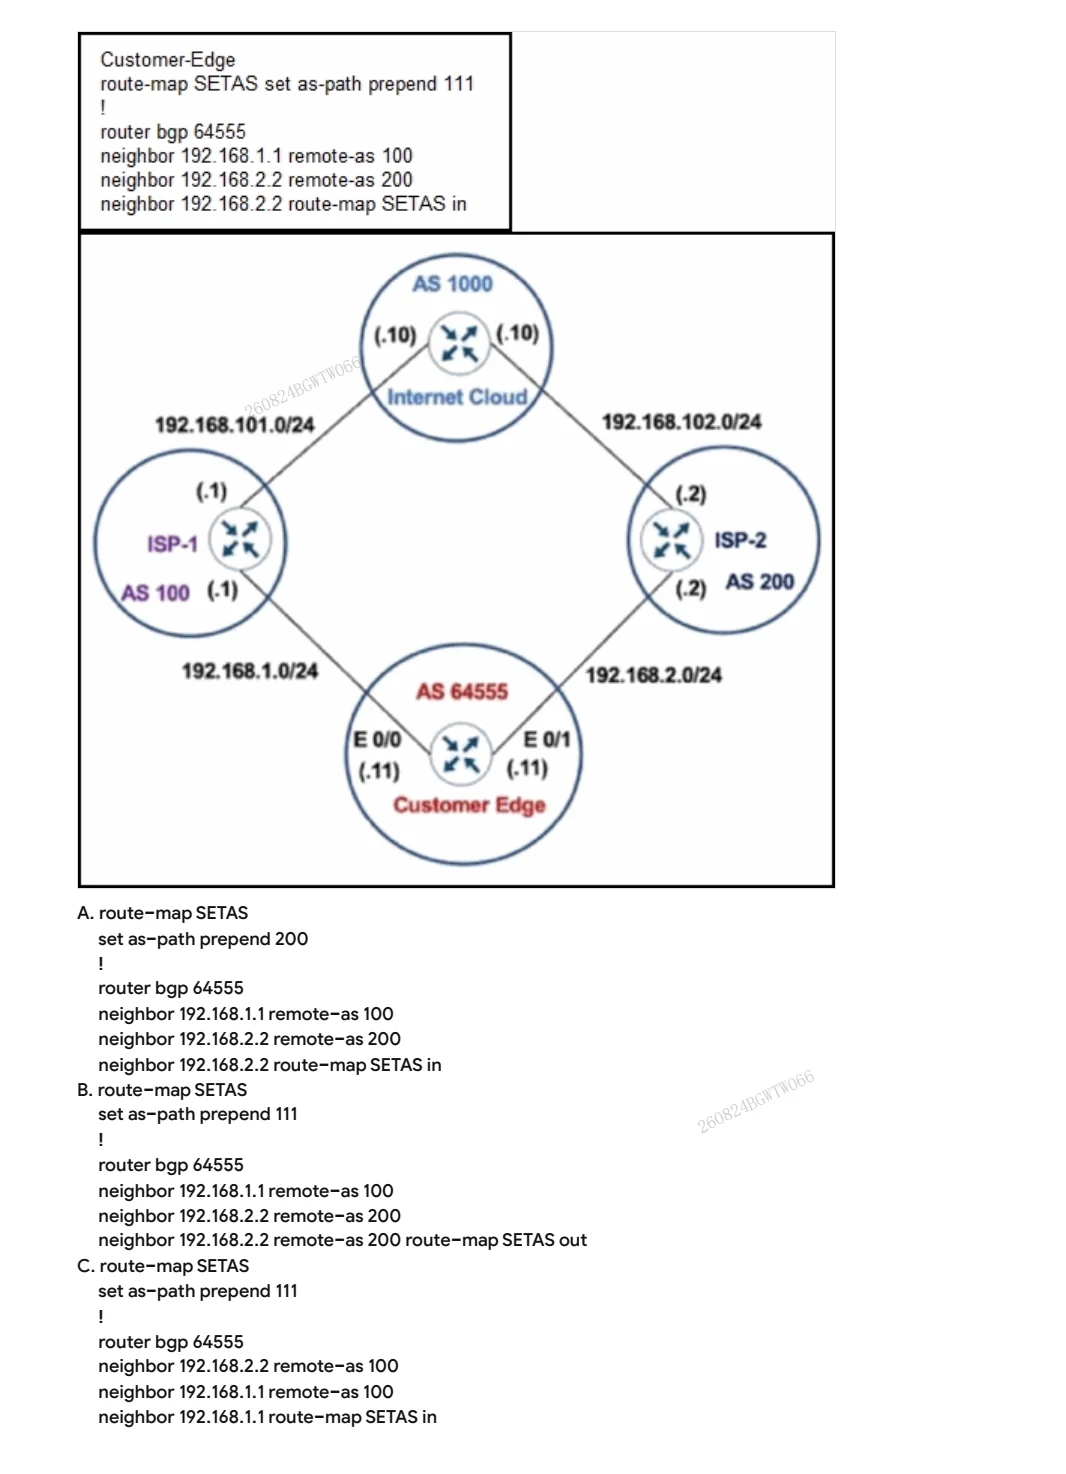 Customer-Edge
route-map SETAS set as-path prepend 111
!
router bgp 64555
neighbor 192.168.1.1 remote-as 100
neighbor 192.168.2.2 remote-as 200
neighbor 192.168.2.2 route-map SETAS in
AS 1000
(.10)
(.10)
Internet Cloud
260824BGWTW066
192.168.101.0/24
192.168.102.0/24
(.1)
(.2)
ISP-1
ISP-2
AS 100
(.1)
(.2)
AS 200
192.168.1.0/24
192.168.2.0/24
AS 64555
E 0/0
E 0/1
(.11)
(.11)
Customer Edge
A. route-map SETAS
set as-path prepend 200
!
router bgp 64555
neighbor 192.168.1.1 remote-as 100
neighbor 192.168.2.2 remote-as 200
neighbor 192.168.2.2 route-map SETAS in
B. route-map SETAS
set as-path prepend 111
!
router bgp 64555
neighbor 192.168.1.1 remote-as 100
neighbor 192.168.2.2 remote-as 200
neighbor 192.168.2.2 remote-as 200 route-map SETAS out
260824BGWTW066
C. route-map SETAS
set as-path prepend 111
!
router bgp 64555
neighbor 192.168.2.2 remote-as 100
neighbor 192.168.1.1 remote-as 100
neighbor 192.168.1.1 route-map SETAS in